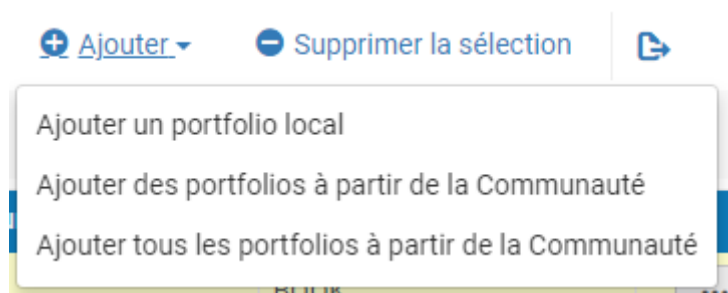 Ajouter
Supprimer la sélection
Ajouter un portfolio local
Ajouter des portfolios à partir de la Communauté
Ajouter tous les portfolios à partir de la Communauté